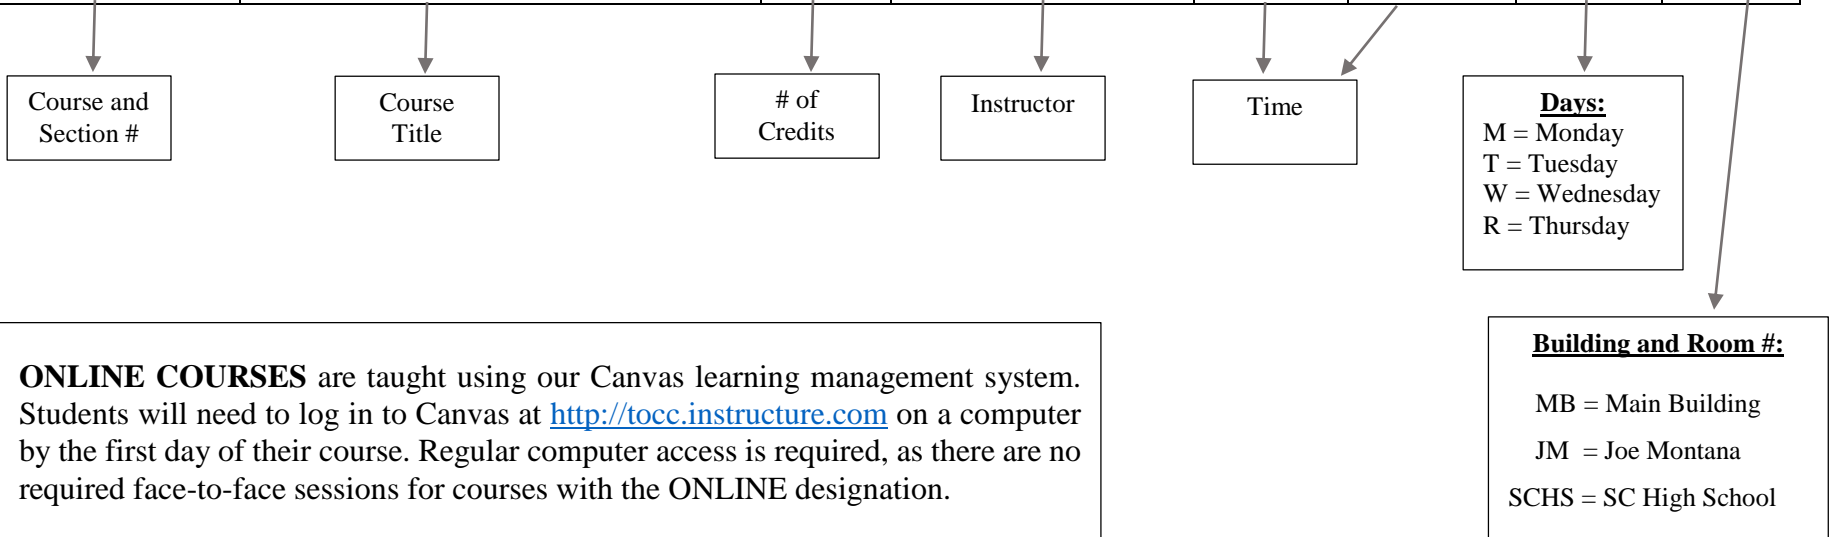 Course and
Section #
Course
Title
# of
Credits
Instructor
Time
Days:
M = Monday
T = Tuesday
W = Wednesday
R = Thursday
Building and Room #:
MB = Main Building
JM = Joe Montana
SCHS = SC High School
ONLINE COURSES are taught using our Canvas learning management system.
Students will need to log in to Canvas at http://tocc.instructure.com on a computer
by the first day of their course. Regular computer access is required, as there are no
required face-to-face sessions for courses with the ONLINE designation.